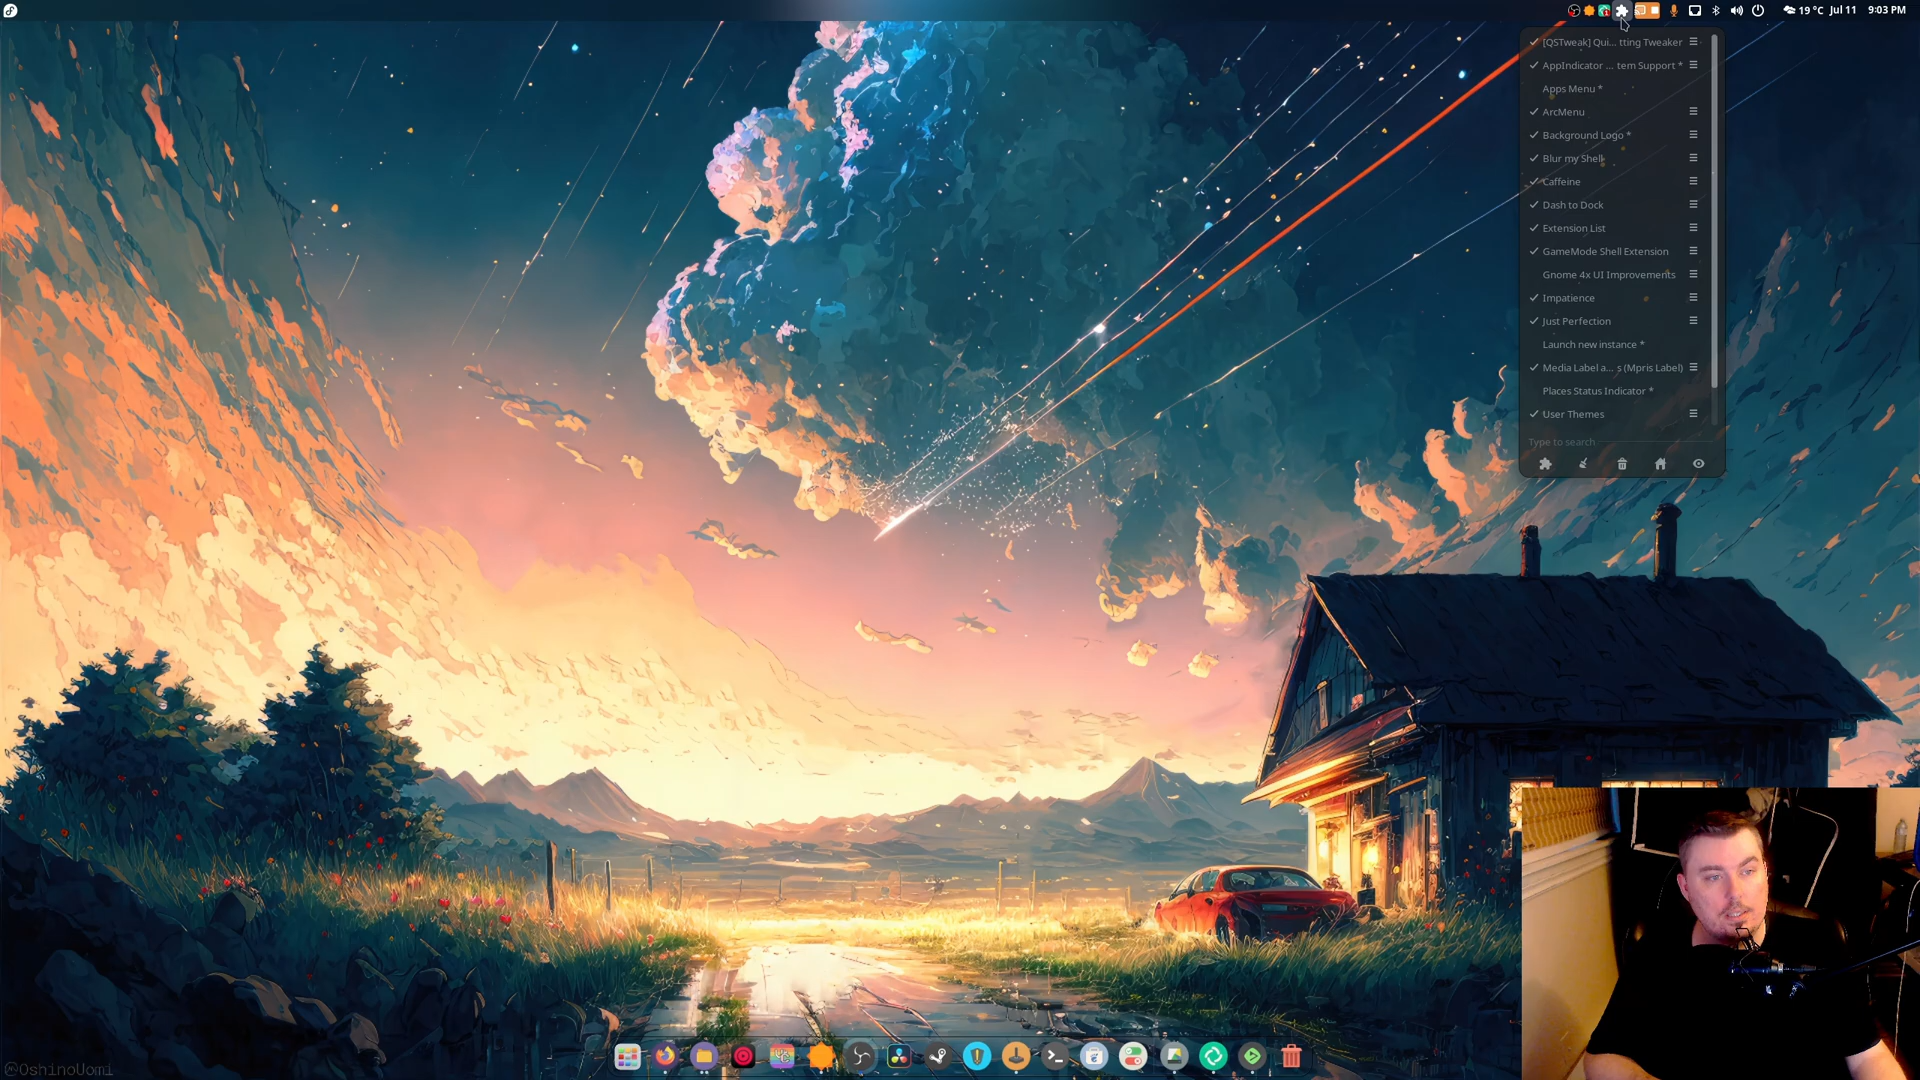 19 °C Jul 11 9:03 PM
[QSTweak] Qui... tting Tweaker
AppIndicator ... tem Support *
Apps Menu *
ArcMenu
Background Logo *
Blur my Shell
Caffeine
Dash to Dock
Extension List
GameMode Shell Extension
Gnome 4x UI Improvements
Impatience
Just Perfection
Launch new instance *
Media Label a... s (Mpris Label)
Places Status Indicator *
User Themes
Type to search
@OshinoUomi